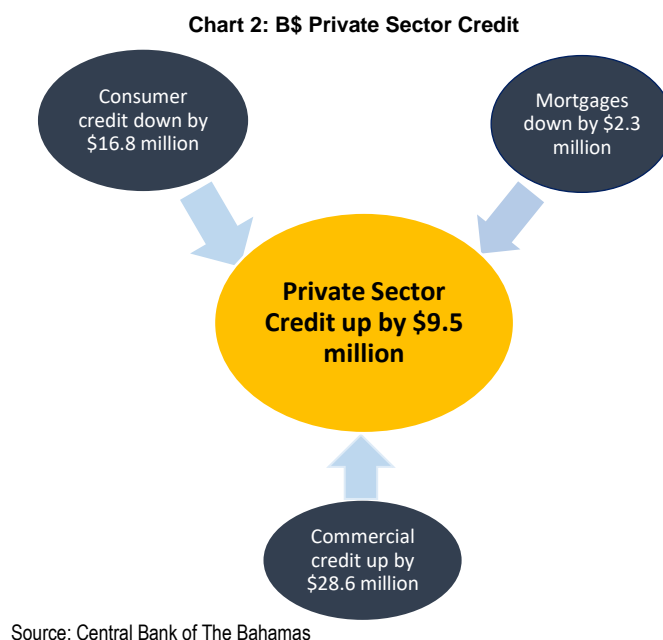 Chart 2: B$ Private Sector Credit
Consumer
credit down by
$16.8 million
Mortgages
down by $2.3
million
Private Sector
Credit up by $9.5
million
Commercial
credit up by
$28.6 million
Source: Central Bank of The Bahamas